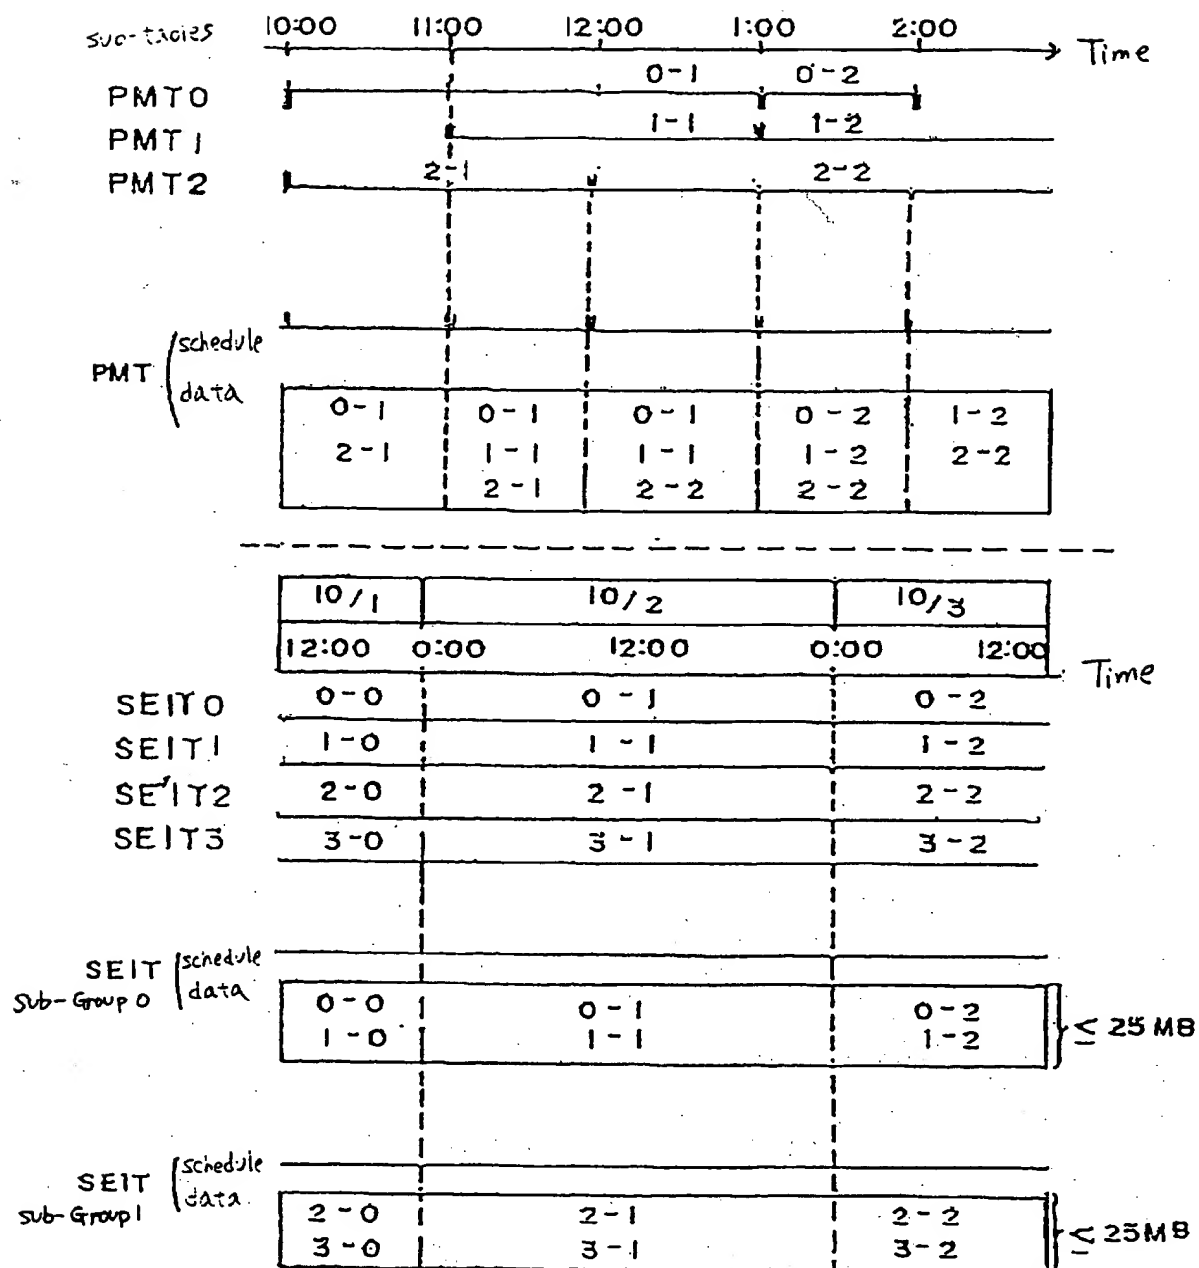 sub-tables 10:00 11:00 12:00 1:00 2:00
Time
0-1 0-2
PMT0
1-1 1-2
PMT1
2-1 2-2
PMT2
schedule
PMT
data
0-1 0-1 0-1 0-2 1-2
2-1 1-1 1-1 1-2 2-2
2-1 2-2 2-2
10/1 10/2 10/3
12:00 0:00 12:00 0:00 12:00
Time
SEIT0 0-0 0-1 0-2
SEIT1 1-0 1-1 1-2
SEIT2 2-0 2-1 2-2
SEIT3 3-0 3-1 3-2
SEIT schedule
Sub-Group 0 data
0-0 0-1 0-2
1-0 1-1 1-2
≤ 25 MB
SEIT schedule
sub-Group 1 data
2-0 2-1 2-2
3-0 3-1 3-2
≤ 25MB